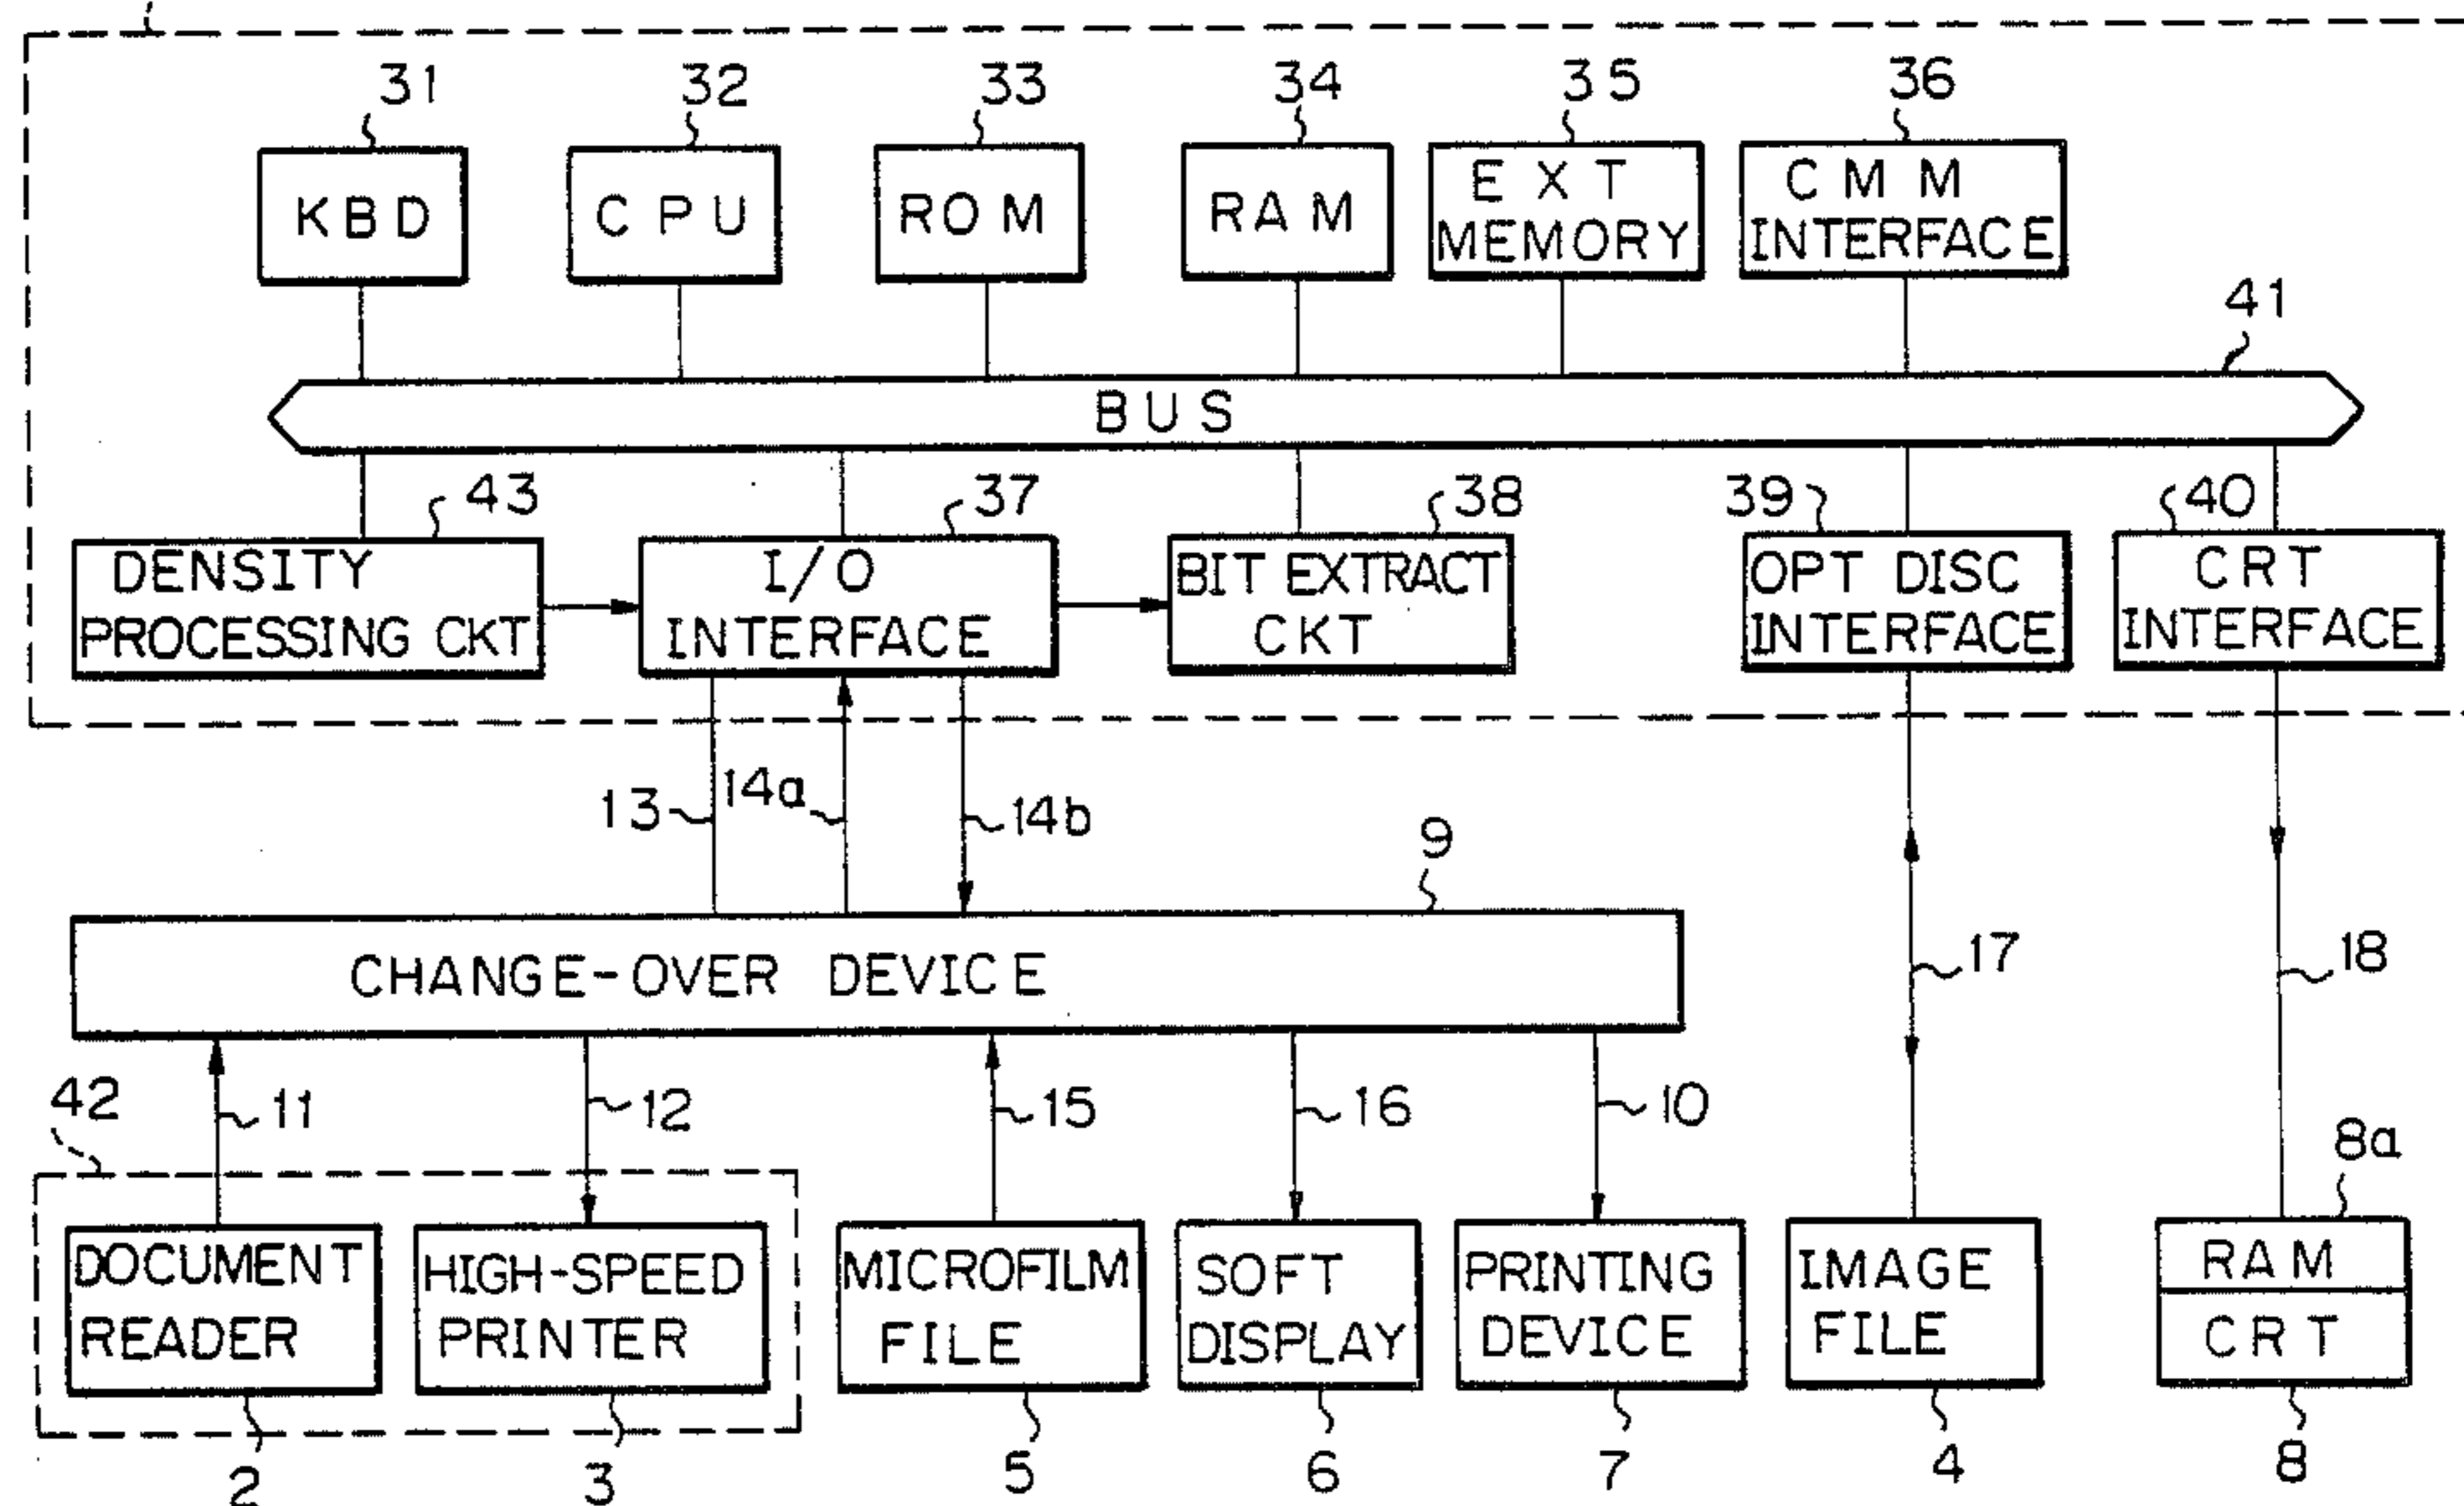 31
32
33
34
35
36
KBD
CPU
ROM
RAM
EXT
MEMORY
CMM
INTERFACE
41
BUS
43
37
38
39
40
DENSITY
PROCESSING CKT
I/O
INTERFACE
BIT EXTRACT
CKT
OPT DISC
INTERFACE
CRT
INTERFACE
13
14a
14b
9
17
18
CHANGE-OVER DEVICE
42
11
12
15
16
10
8a
DOCUMENT
READER
HIGH-SPEED
PRINTER
MICROFILM
FILE
SOFT
DISPLAY
PRINTING
DEVICE
IMAGE
FILE
RAM
CRT
2
3
5
6
7
4
8